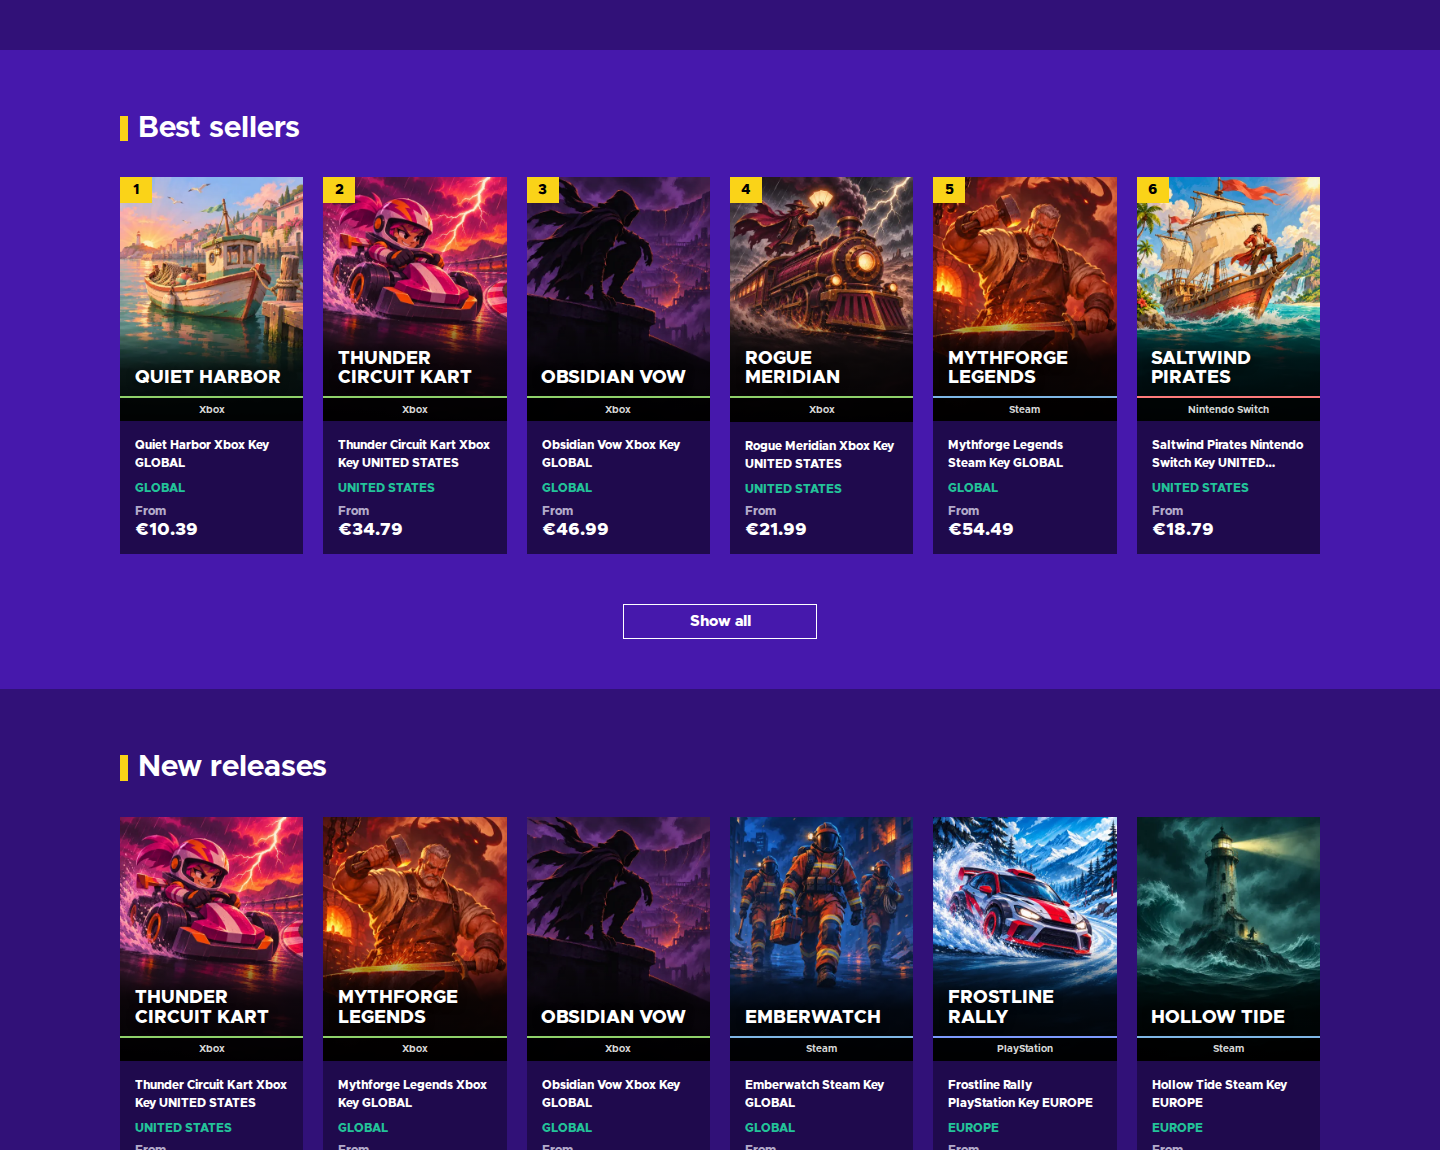 Best sellers
1
QUIET HARBOR
Xbox
Quiet Harbor Xbox Key
GLOBAL
GLOBAL
From
€10.39
2
THUNDER
CIRCUIT KART
Xbox
Thunder Circuit Kart Xbox
Key UNITED STATES
UNITED STATES
From
€34.79
3
OBSIDIAN VOW
Xbox
Obsidian Vow Xbox Key
GLOBAL
GLOBAL
From
€46.99
4
ROGUE
MERIDIAN
Xbox
Rogue Meridian Xbox Key
UNITED STATES
UNITED STATES
From
€21.99
5
MYTHFORGE
LEGENDS
Steam
Mythforge Legends
Steam Key GLOBAL
GLOBAL
From
€54.49
6
SALTWIND
PIRATES
Nintendo Switch
Saltwind Pirates Nintendo
Switch Key UNITED...
UNITED STATES
From
€18.79
Show all
New releases
THUNDER
CIRCUIT KART
Xbox
Thunder Circuit Kart Xbox
Key UNITED STATES
UNITED STATES
From
MYTHFORGE
LEGENDS
Xbox
Mythforge Legends Xbox
Key GLOBAL
GLOBAL
From
OBSIDIAN VOW
Xbox
Obsidian Vow Xbox Key
GLOBAL
GLOBAL
From
EMBERWATCH
Steam
Emberwatch Steam Key
GLOBAL
GLOBAL
From
FROSTLINE
RALLY
PlayStation
Frostline Rally
PlayStation Key EUROPE
EUROPE
From
HOLLOW TIDE
Steam
Hollow Tide Steam Key
EUROPE
EUROPE
From